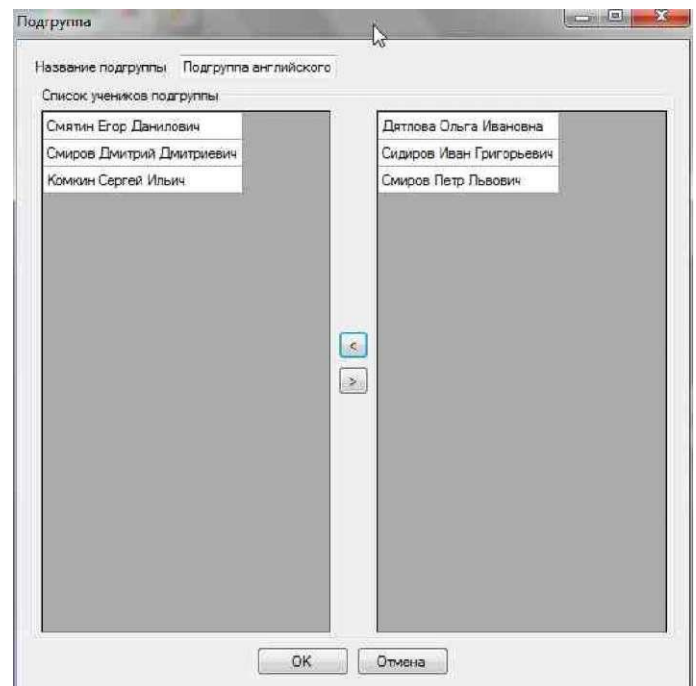 Подгруппа
Название подгруппы Подгруппа английского
Список учеников подгруппы
Смятин Егор Данилович
Смиров Дмитрий Дмитриевич
Комкин Сергей Ильич
Дятлова Ольга Ивановна
Сидиров Иван Григорьевич
Смиров Петр Львович
<
>
OK
Отмена